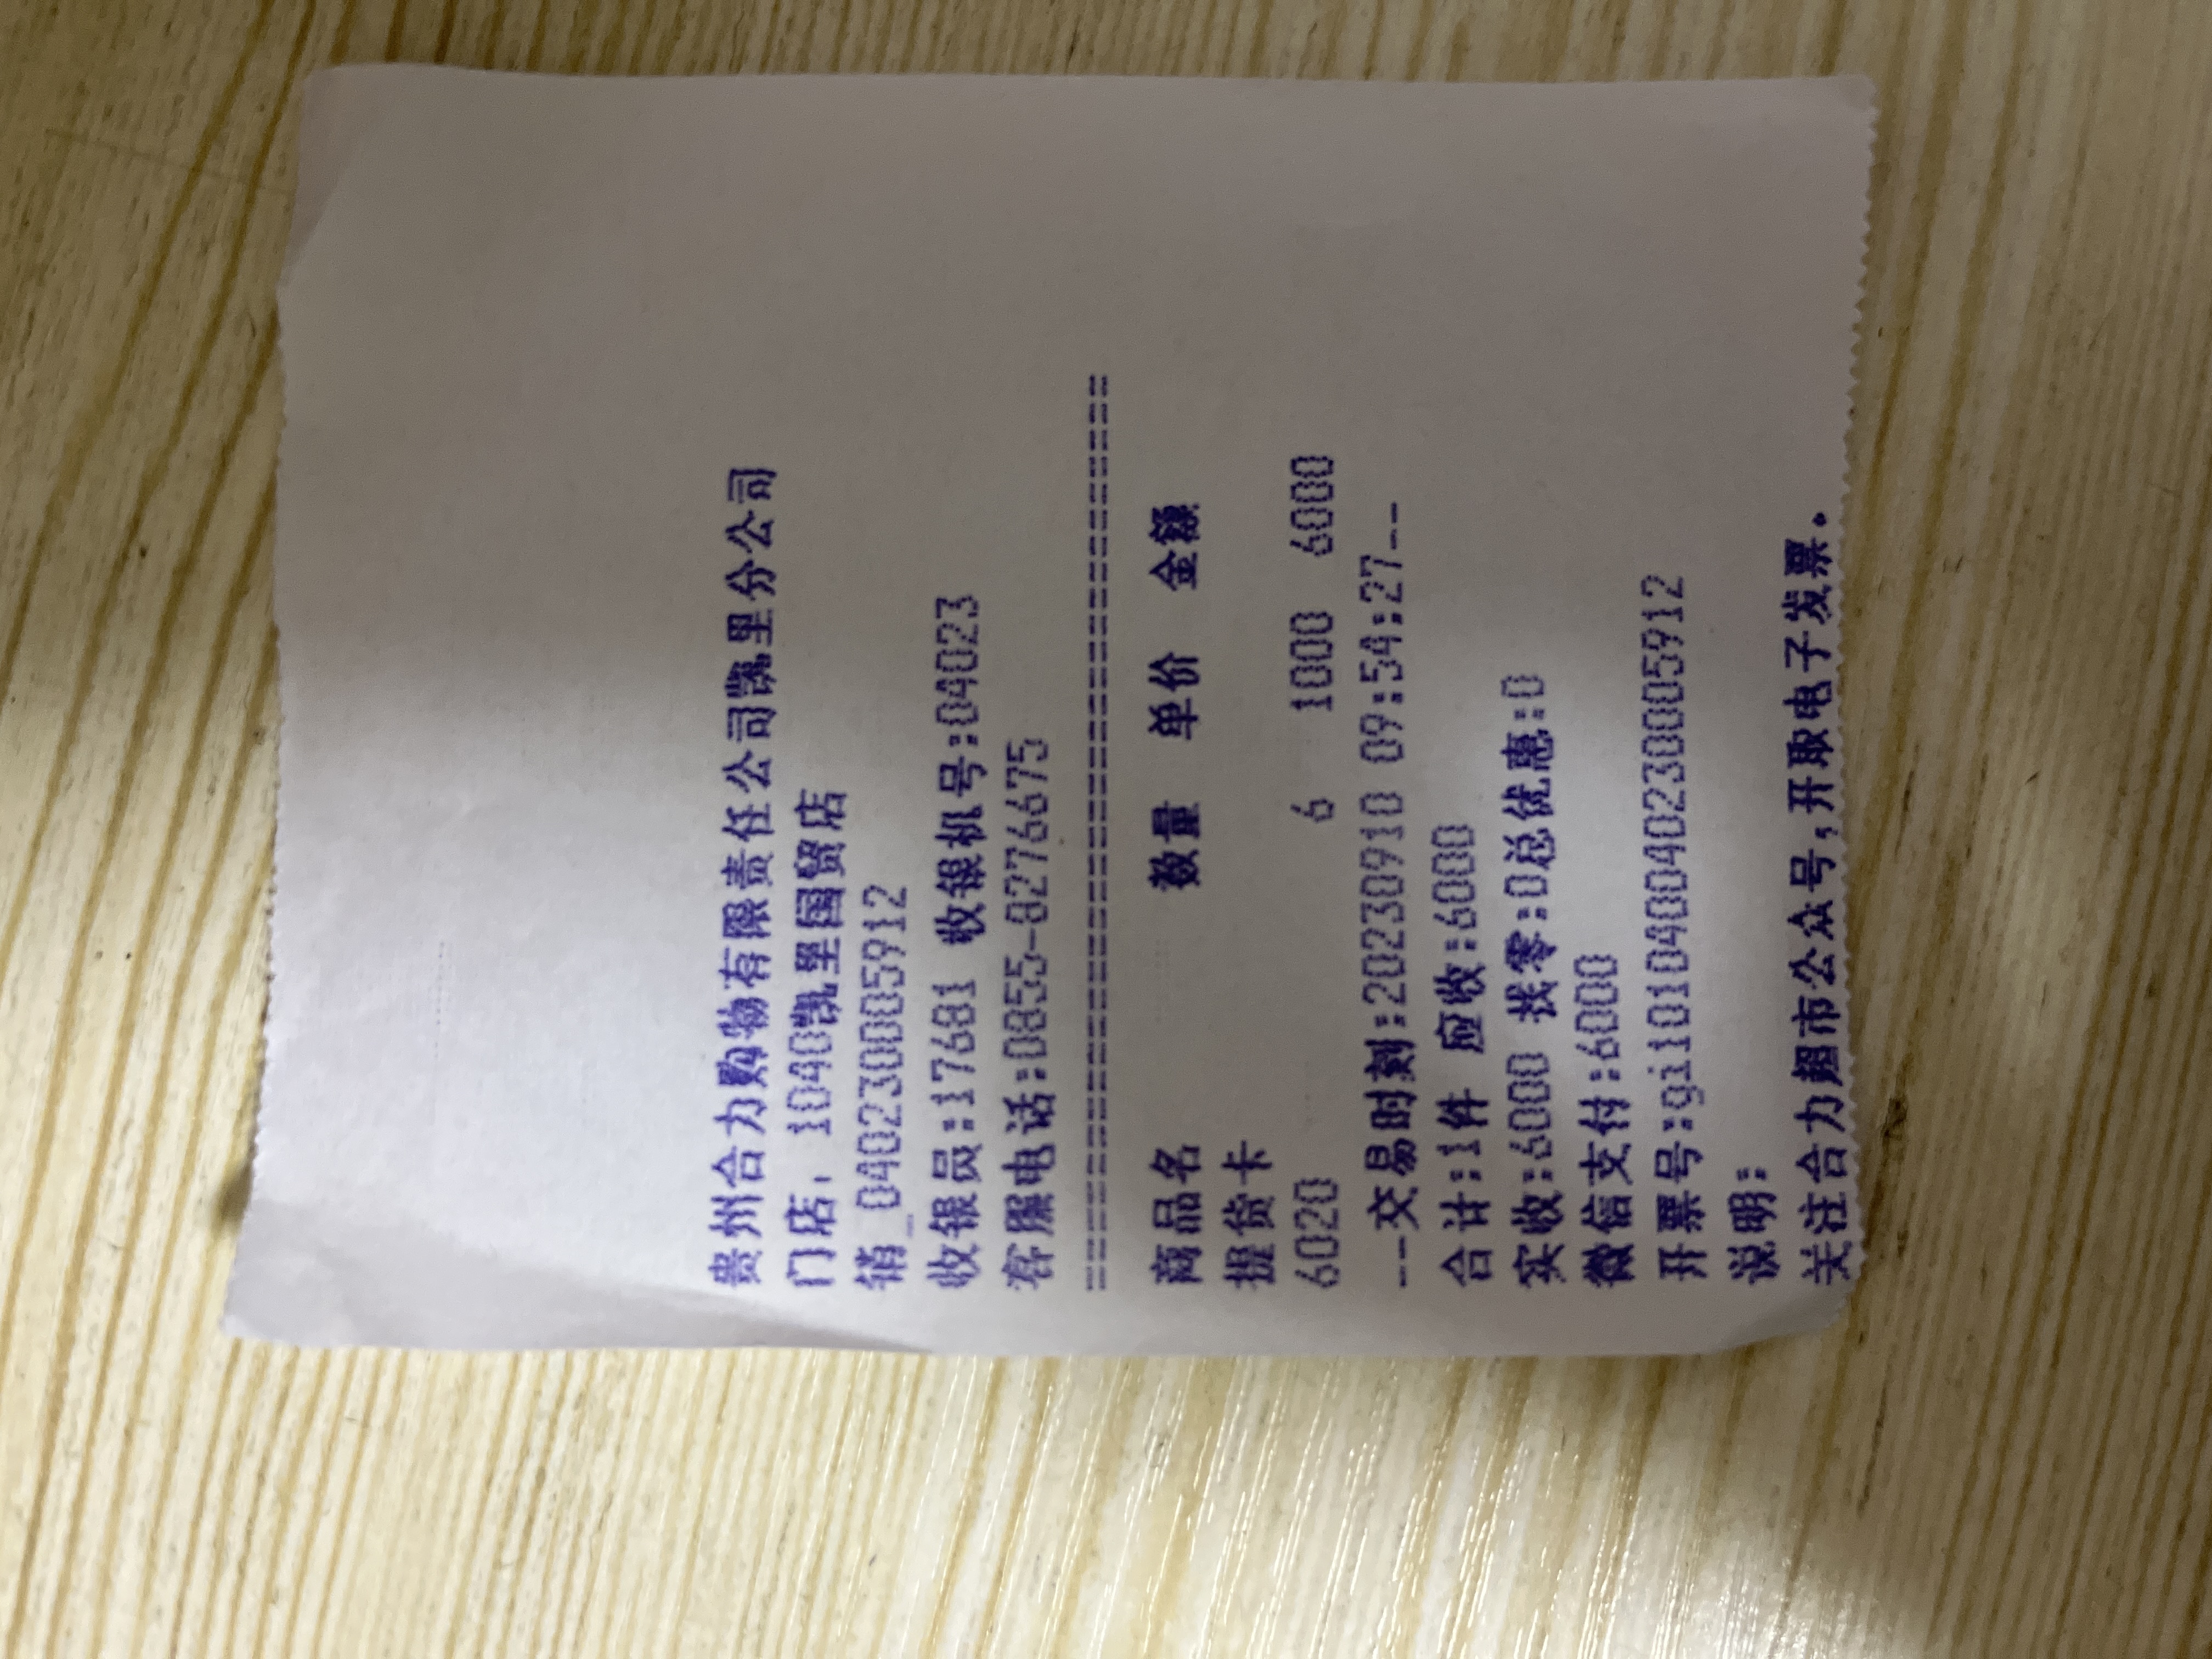 贵州合力购物有限责任公司凯里分公司
门店: 1040凯里国贸店
销_0402300005912
收银员:17681 收银机号:04023
客服电话:0855-8276675
======================================
商品名 数量 单价 金额
提货卡
6020 6 1000 6000
--交易时刻:20230910 09:54:27--
合计:1件 应收:6000
实收:6000 找零:0总优惠:0
微信支付:6000
开票号:gi1010400402300005912
说明:
关注合力超市公众号,开取电子发票。